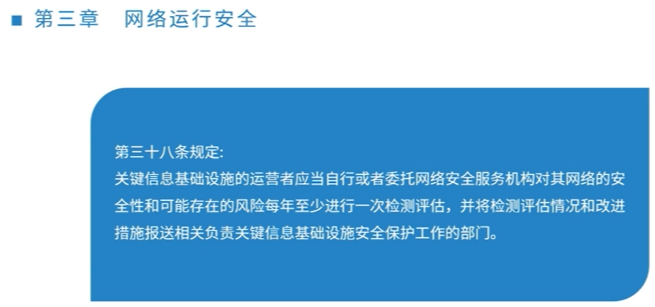 第三章 网络运行安全
第三十八条规定:
关键信息基础设施的运营者应当自行或者委托网络安全服务机构对其网络的安
全性和可能存在的风险每年至少进行一次检测评估，并将检测评估情况和改进
措施报送相关负责关键信息基础设施安全保护工作的部门。